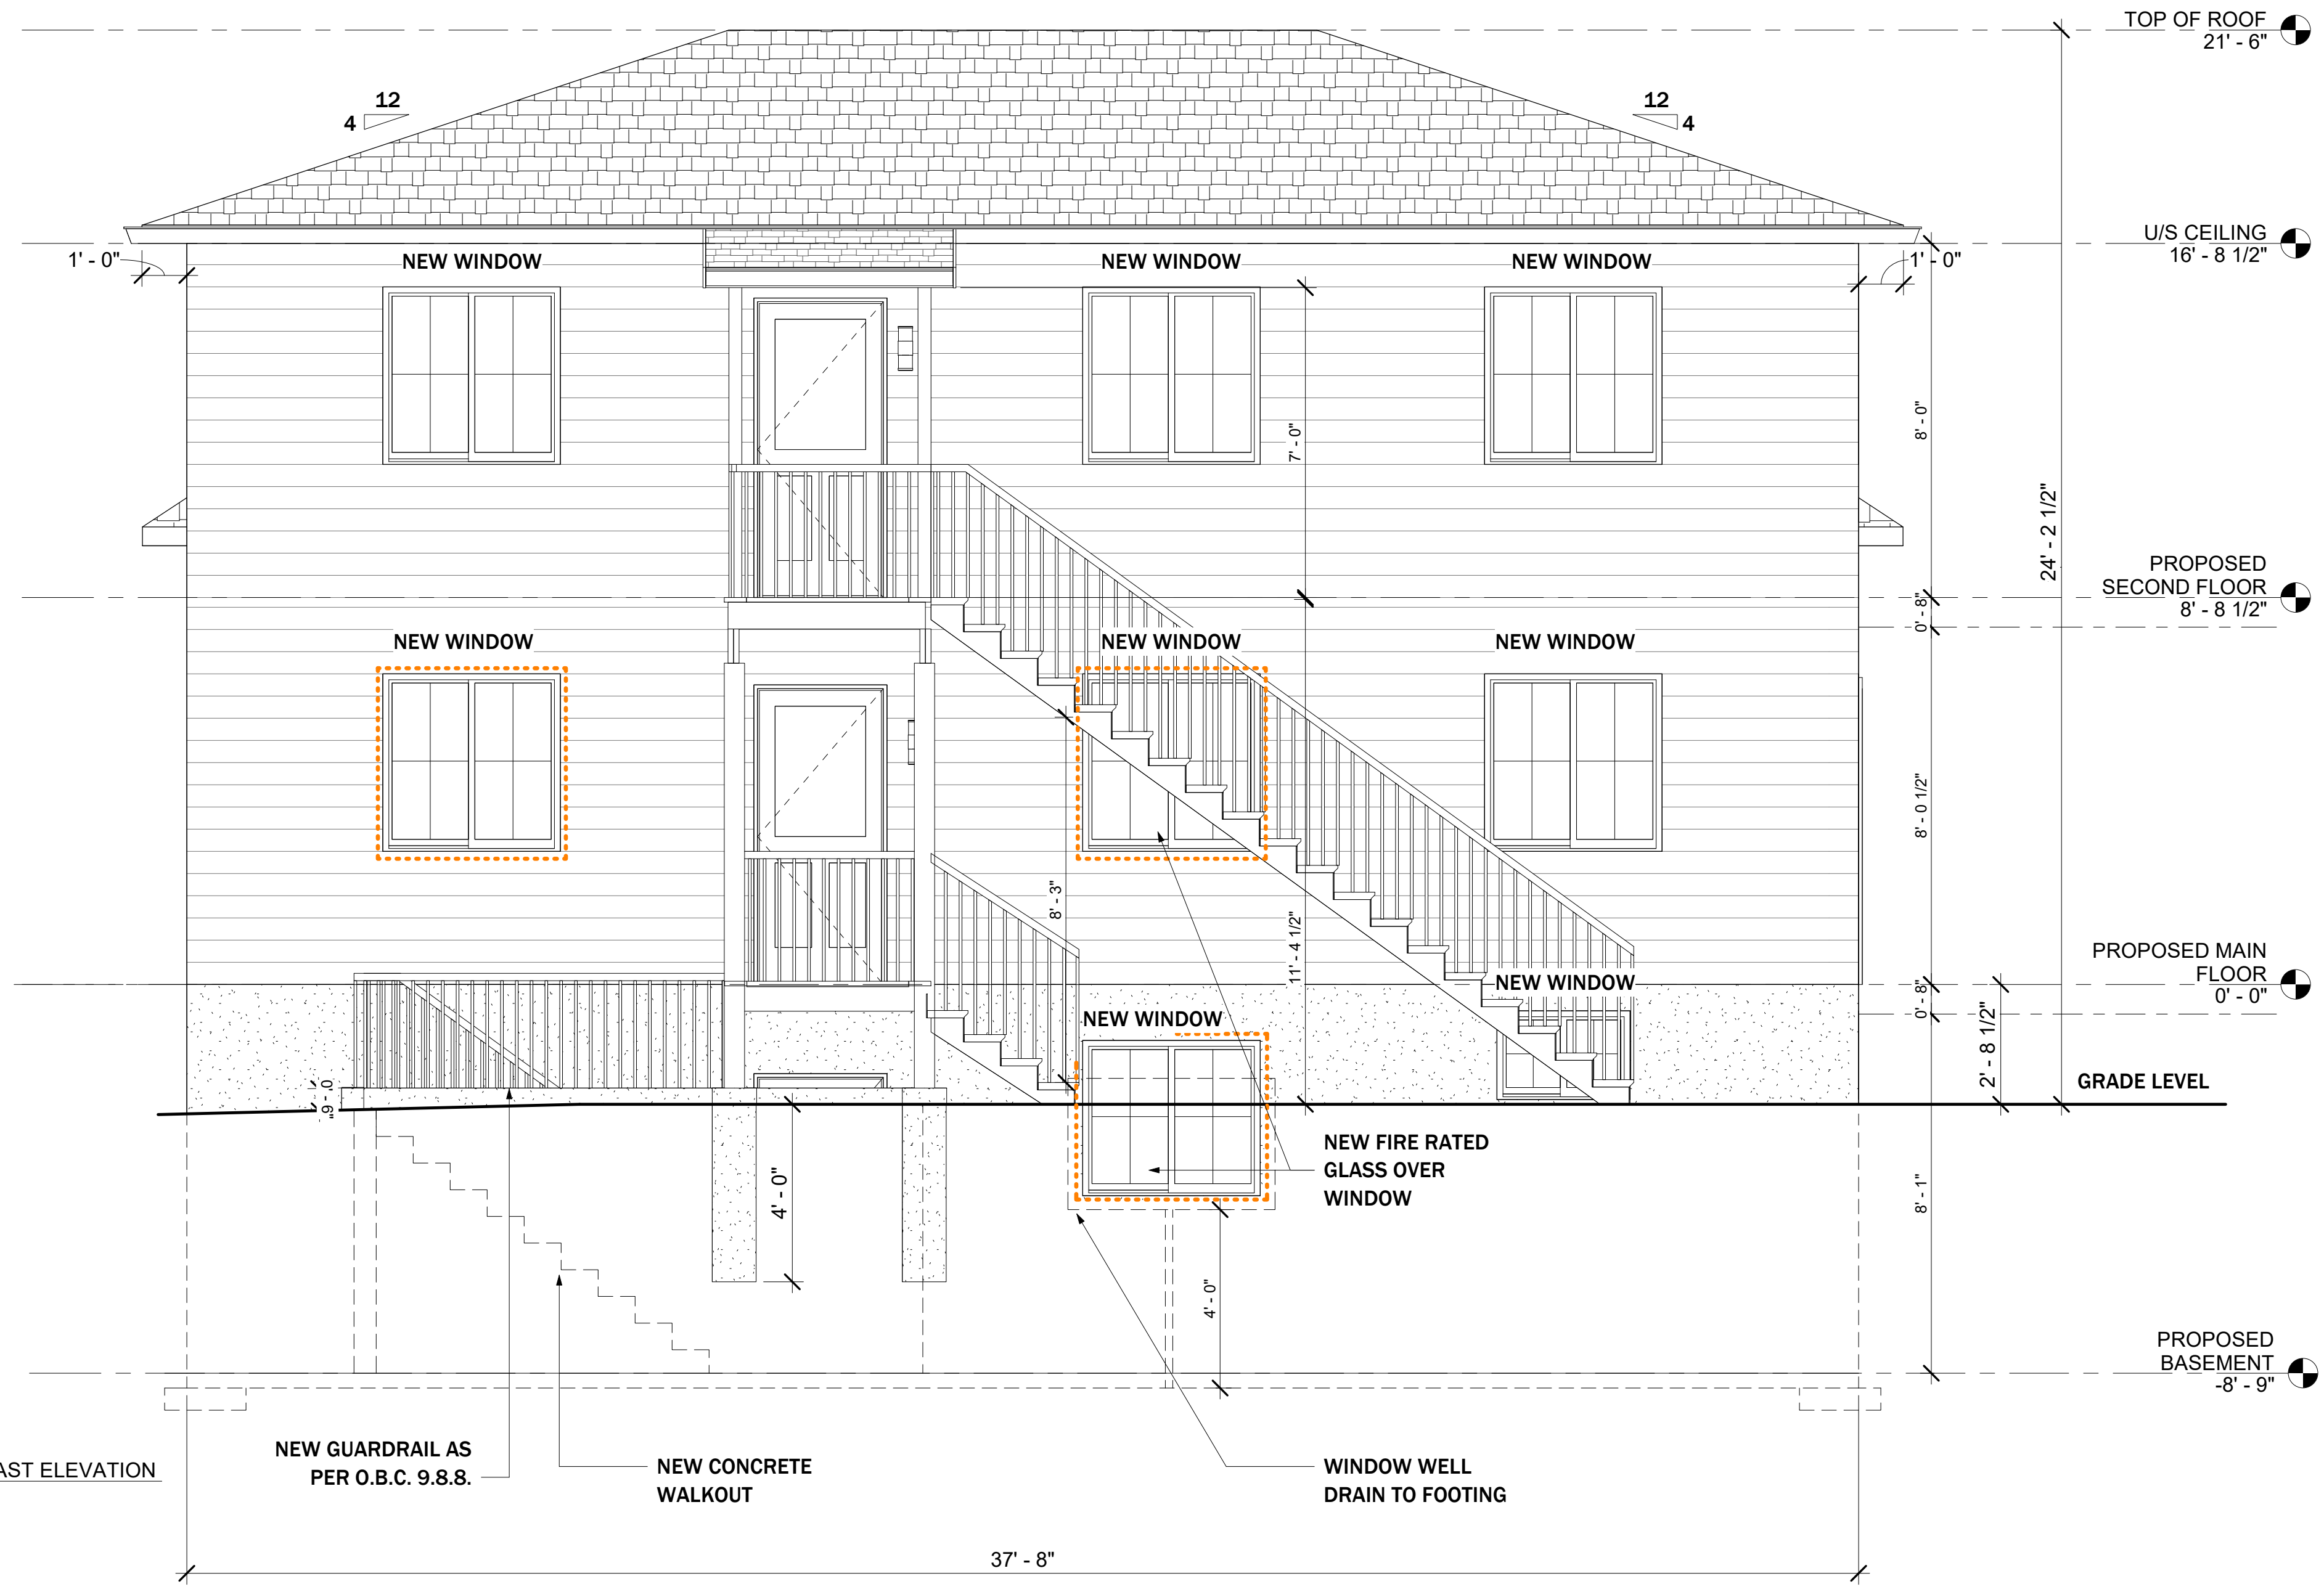 TOP OF ROOF
21' - 6"
12
4
12
4
U/S CEILING
16' - 8 1/2"
1' - 0"
1' - 0"
NEW WINDOW
NEW WINDOW
NEW WINDOW
8' - 0"
7' - 0"
24' - 2 1/2"
PROPOSED
SECOND FLOOR
8' - 8 1/2"
0' - 8"
NEW WINDOW
NEW WINDOW
NEW WINDOW
8' - 0 1/2"
8' - 3"
11' - 4 1/2"
PROPOSED MAIN
FLOOR
0' - 0"
0' - 8"
NEW WINDOW
NEW WINDOW
2' - 8 1/2"
GRADE LEVEL
0' - 6"
NEW FIRE RATED
GLASS OVER
WINDOW
4' - 0"
8' - 1"
4' - 0"
PROPOSED
BASEMENT
-8' - 9"
AST ELEVATION
NEW GUARDRAIL AS
PER O.B.C. 9.8.8.
NEW CONCRETE
WALKOUT
WINDOW WELL
DRAIN TO FOOTING
37' - 8"